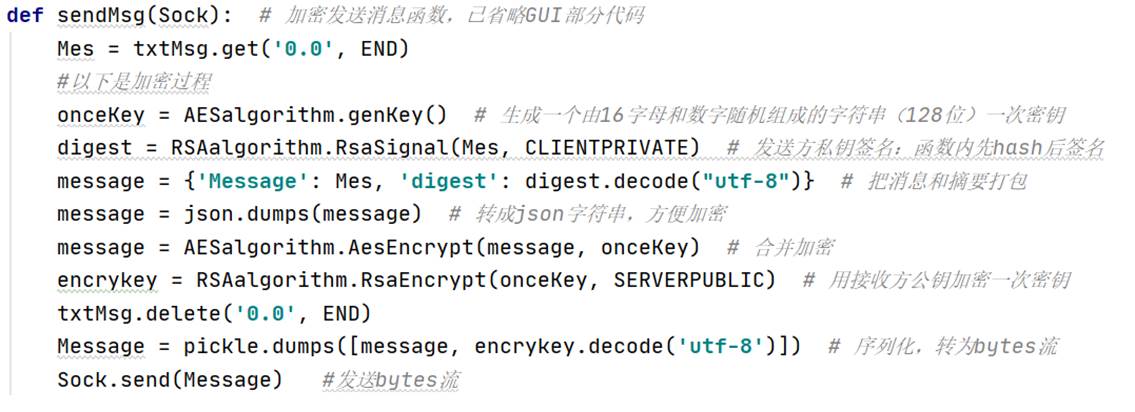 def sendMsg(Sock):  # 加密发送消息函数，已省略GUI部分代码
    Mes = txtMsg.get('0.0', END)
    #以下是加密过程
    onceKey = AESalgorithm.genKey()  # 生成一个由16字母和数字随机组成的字符串（128位）一次密钥
    digest = RSAalgorithm.RsaSignal(Mes, CLIENTPRIVATE)  # 发送方私钥签名：函数内先hash后签名
    message = {'Message': Mes, 'digest': digest.decode("utf-8")}  # 把消息和摘要打包
    message = json.dumps(message)  # 转成json字符串，方便加密
    message = AESalgorithm.AesEncrypt(message, onceKey)  # 合并加密
    encrykey = RSAalgorithm.RsaEncrypt(onceKey, SERVERPUBLIC)  # 用接收方公钥加密一次密钥
    txtMsg.delete('0.0', END)
    Message = pickle.dumps([message, encrykey.decode('utf-8')])  # 序列化，转为bytes流
    Sock.send(Message)   #发送bytes流